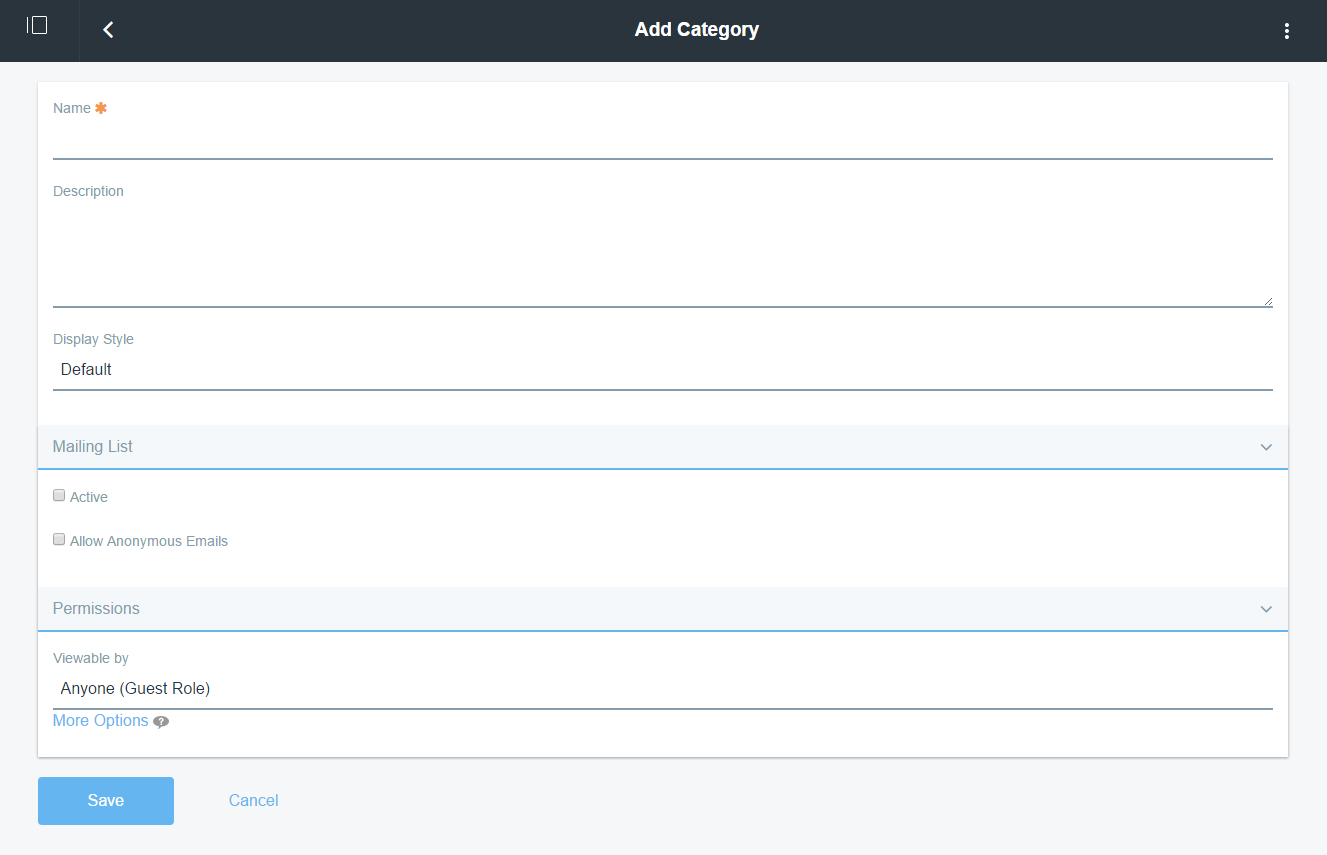 Add Category
Name ✱
Description
Display Style
Default
Mailing List
Active
Allow Anonymous Emails
Permissions
Viewable by
Anyone (Guest Role)
More Options ?
Save Cancel